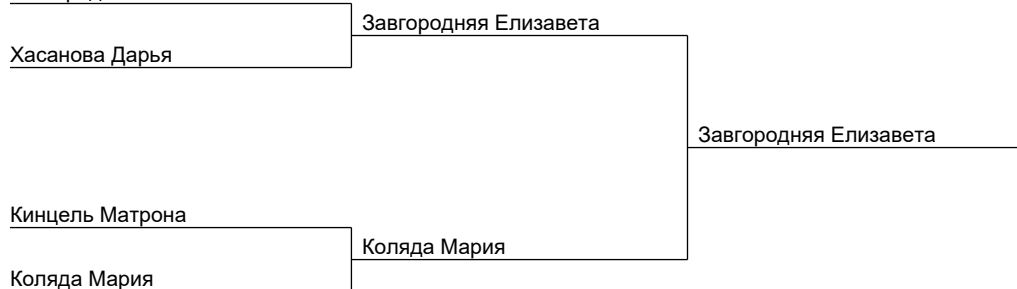 Завгородняя Елизавета
Хасанова Дарья
Завгородняя Елизавета
Кинцель Матрона
Коляда Мария
Коляда Мария